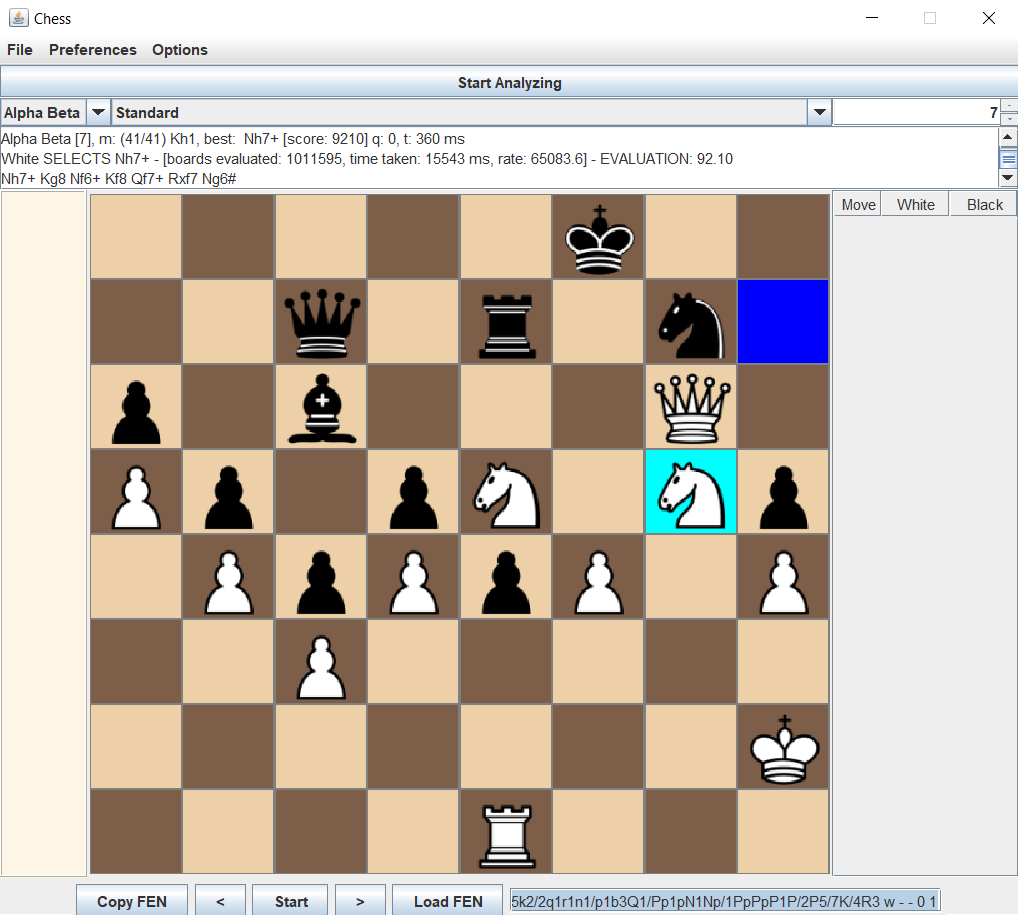 Chess
File Preferences Options
Start Analyzing
Alpha Beta Standard 7
Alpha Beta [7], m: (41/41) Kh1, best: Nh7+ [score: 9210] q: 0, t: 360 ms
White SELECTS Nh7+ - [boards evaluated: 1011595, time taken: 15543 ms, rate: 65083.6] - EVALUATION: 92.10
Nh7+ Kg8 Nf6+ Kf8 Qf7+ Rxf7 Ng6#
Move White Black
Copy FEN < Start > Load FEN 5k2/2q1r1n1/p1b3Q1/Pp1pN1Np/1PpPpP1P/2P5/7K/4R3 w - - 0 1